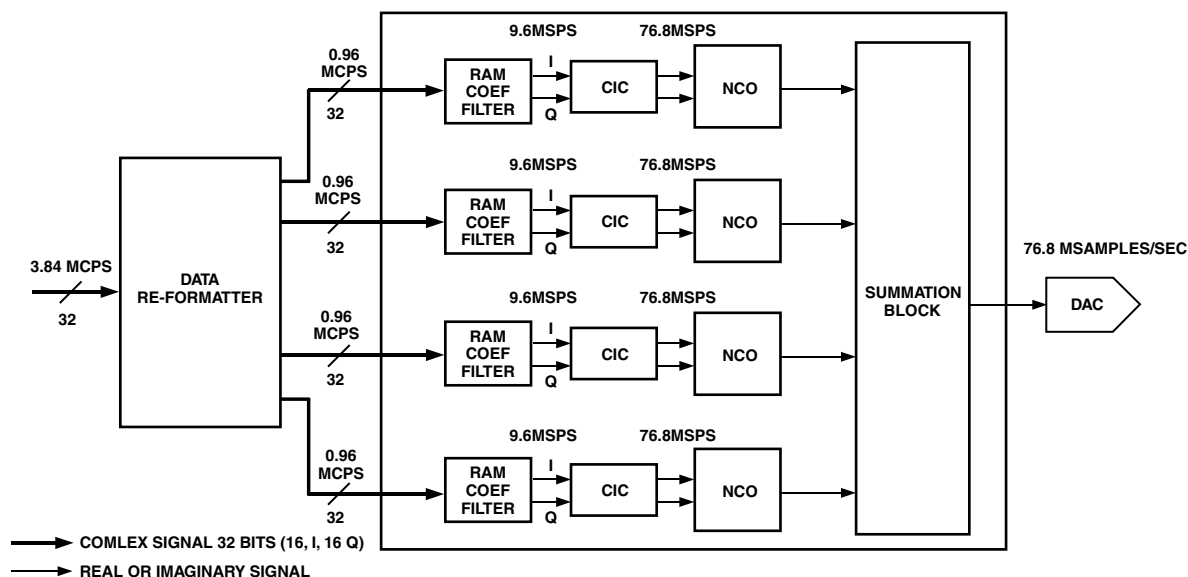 9.6MSPS
76.8MSPS
0.96
MCPS
32
RAM
COEF
FILTER
I
Q
CIC
NCO
9.6MSPS
76.8MSPS
0.96
MCPS
32
RAM
COEF
FILTER
I
Q
CIC
NCO
3.84 MCPS
32
DATA
RE-FORMATTER
SUMMATION
BLOCK
76.8 MSAMPLES/SEC
DAC
9.6MSPS
76.8MSPS
0.96
MCPS
32
RAM
COEF
FILTER
I
Q
CIC
NCO
9.6MSPS
76.8MSPS
0.96
MCPS
32
RAM
COEF
FILTER
I
Q
CIC
NCO
COMLEX SIGNAL 32 BITS (16, I, 16 Q)
REAL OR IMAGINARY SIGNAL